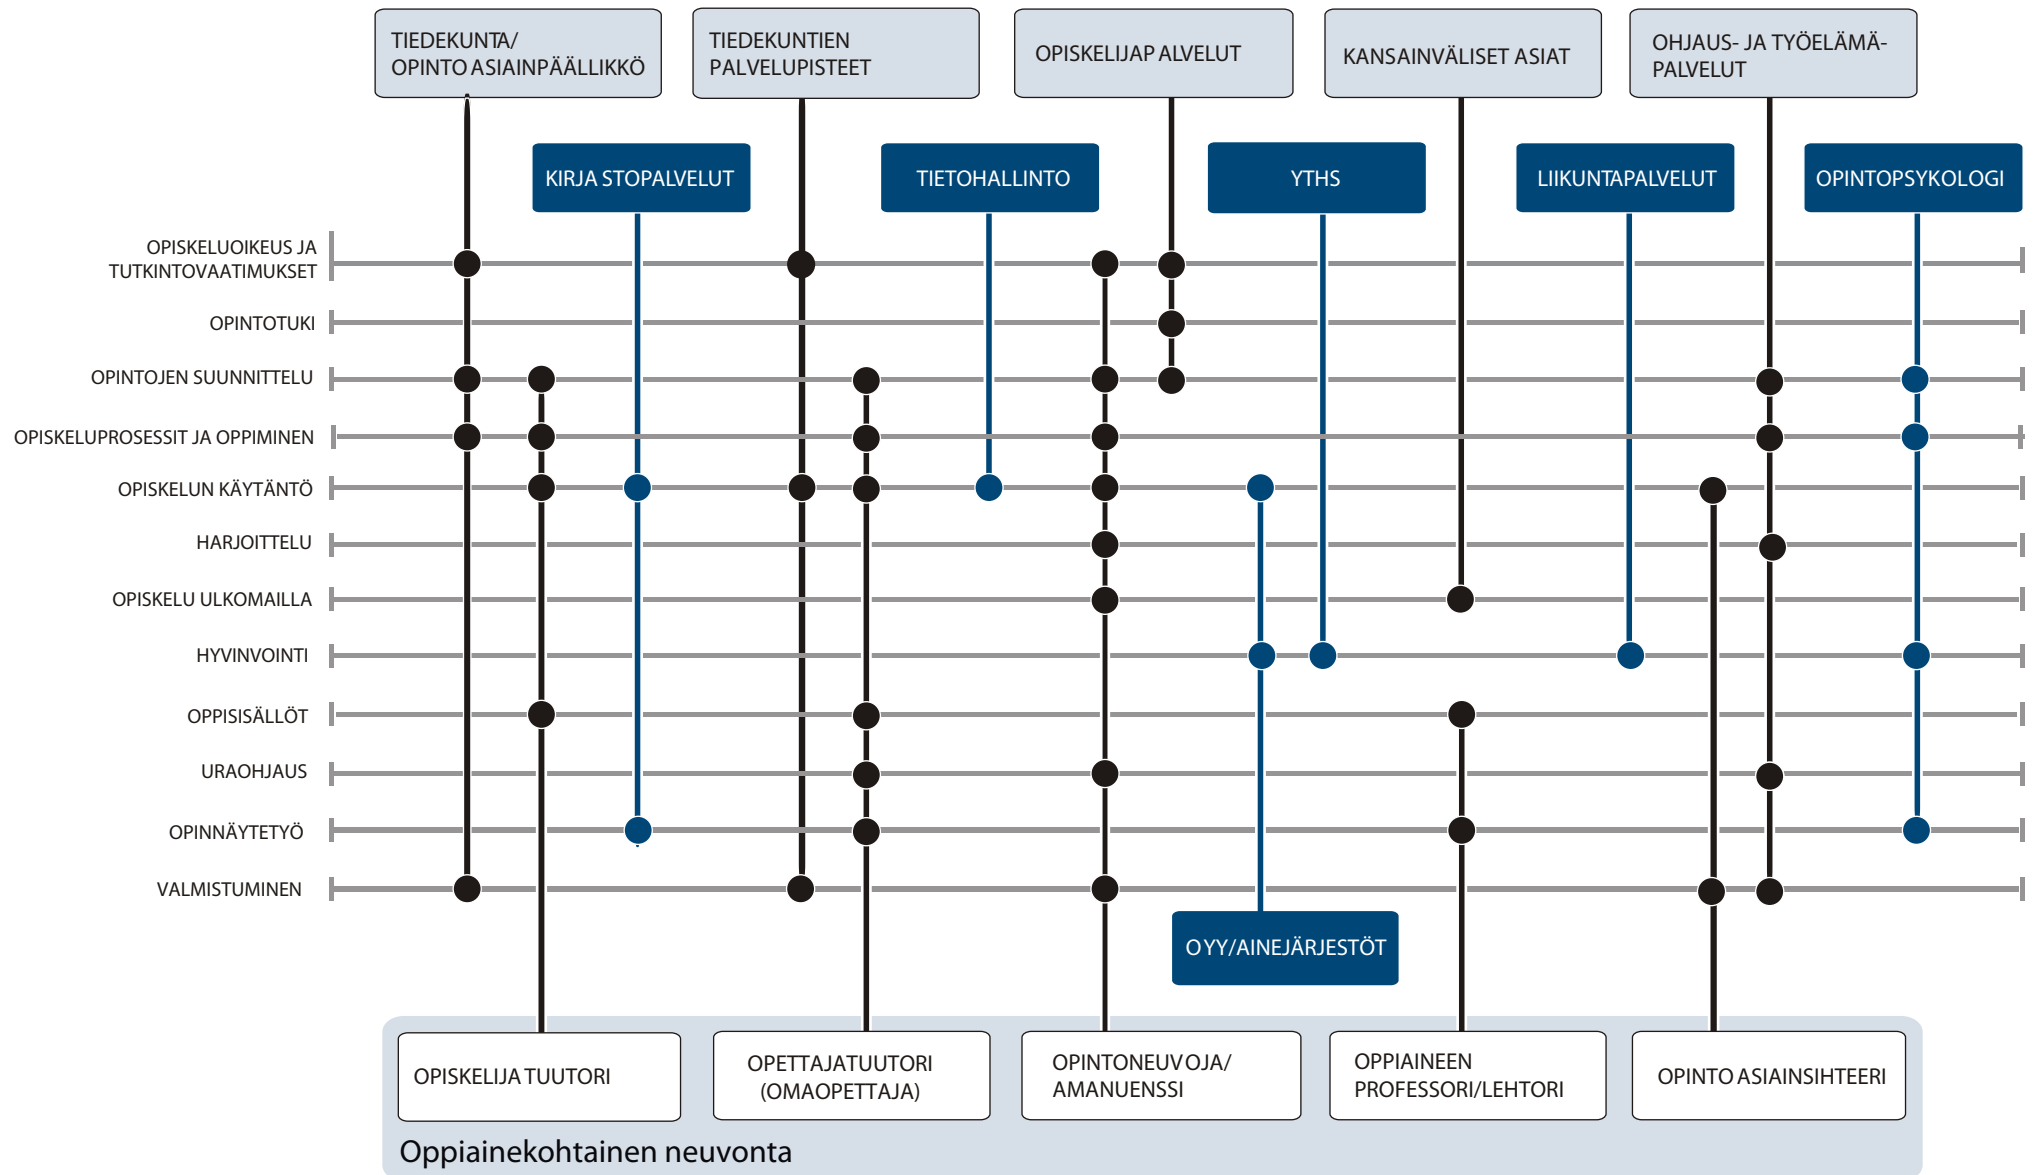 TIEDEKUNTA/
OPINTO ASIAINPÄÄLLIKKÖ
TIEDEKUNTIEN
PALVELUPISTEET
OPISKELIJAP ALVELUT
KANSAINVÄLISET ASIAT
OHJAUS- JA TYÖELÄMÄ-
PALVELUT
KIRJA STOPALVELUT
TIETOHALLINTO
YTHS
LIIKUNTAPALVELUT
OPINTOPSYKOLOGI
OPISKELUOIKEUS JA
TUTKINTOVAATIMUKSET
OPINTOTUKI
OPINTOJEN SUUNNITTELU
OPISKELUPROSESSIT JA OPPIMINEN
OPISKELUN KÄYTÄNTÖ
HARJOITTELU
OPISKELU ULKOMAILLA
HYVINVOINTI
OPPISISÄLLÖT
URAOHJAUS
OPINNÄYTETYÖ
VALMISTUMINEN
O YY/AINEJÄRJESTÖT
OPISKELIJA TUUTORI
OPETTAJATUUTORI
(OMAOPETTAJA)
OPINTONEUV OJA/
AMANUENSSI
OPPIAINEEN
PROFESSORI/LEHTORI
OPINTO ASIAINSIHTEERI
Oppiainekohtainen neuvonta